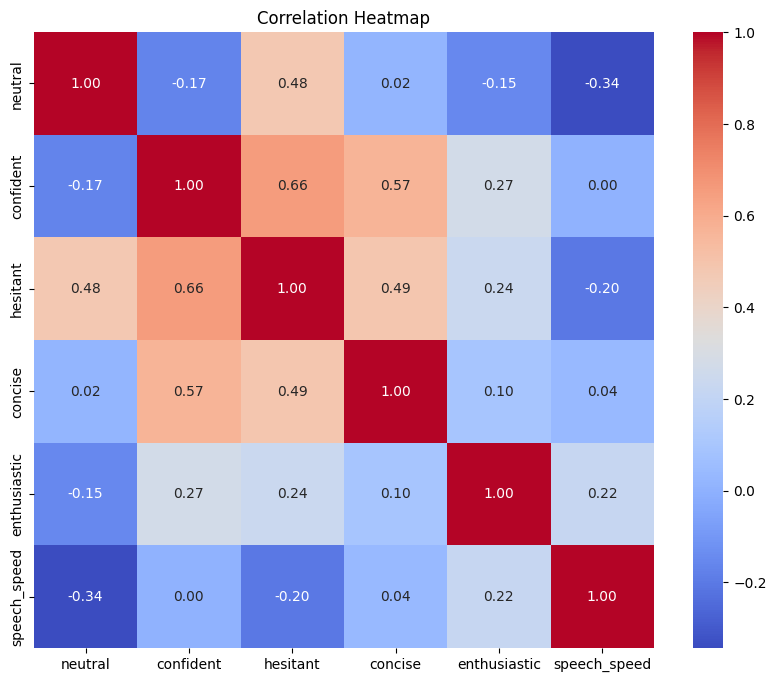 Correlation Heatmap
neutral 1.00 -0.17 0.48 0.02 -0.15 -0.34
confident -0.17 1.00 0.66 0.57 0.27 0.00
hesitant 0.48 0.66 1.00 0.49 0.24 -0.20
concise 0.02 0.57 0.49 1.00 0.10 0.04
enthusiastic -0.15 0.27 0.24 0.10 1.00 0.22
speech_speed -0.34 0.00 -0.20 0.04 0.22 1.00
neutral confident hesitant concise enthusiastic speech_speed
1.0
0.8
0.6
0.4
0.2
0.0
−0.2